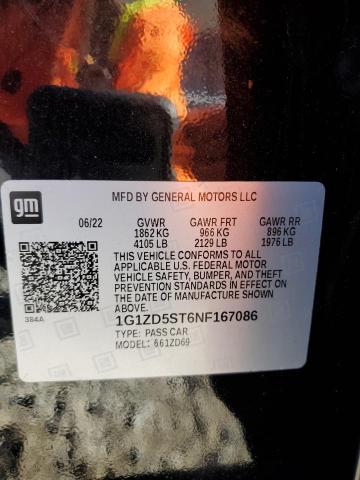 gm
MFD BY GENERAL MOTORS LLC
06/22 GVWR GAWR FRT GAWR RR
1862 KG 966 KG 896 KG
4105 LB 2129 LB 1976 LB
THIS VEHICLE CONFORMS TO ALL
APPLICABLE U.S. FEDERAL MOTOR
VEHICLE SAFETY, BUMPER, AND THEFT
PREVENTION STANDARDS IN EFFECT ON
THE DATE OF MANUFACTURE SHOWN
ABOVE.
384A
1G1ZD5ST6NF167086
TYPE: PASS CAR
MODEL: 661ZD69